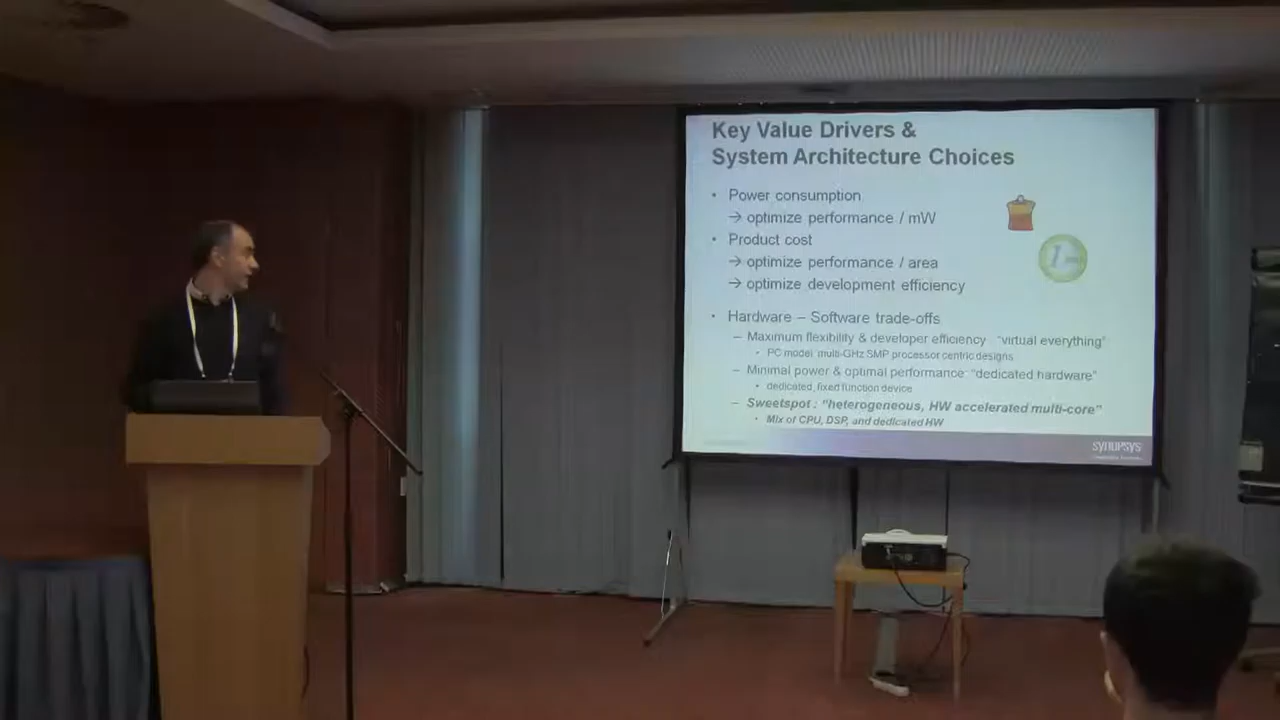 Key Value Drivers &
System Architecture Choices
• Power consumption
→ optimize performance / mW
• Product cost
→ optimize performance / area
→ optimize development efficiency
• Hardware – Software trade-offs
– Maximum flexibility & developer efficiency "virtual everything"
• PC model: multi-GHz SMP processor centric designs
– Minimal power & optimal performance: "dedicated hardware"
• dedicated, fixed function device
– Sweetspot : "heterogeneous, HW accelerated multi-core"
• Mix of CPU, DSP, and dedicated HW
SYNOPSYS